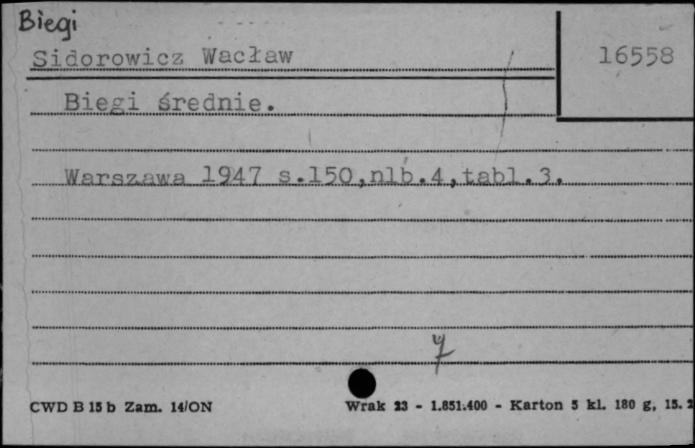 Biegi
Sidorowicz Wacław
16558
Biegi średnie.
Warszawa 1947 s.150,nlb.4,tabl.3.
CWD B 15 b Zam. 14/ON
Wrak 23 - 1.851.400 - Karton 5 kl. 180 g, 15. 2